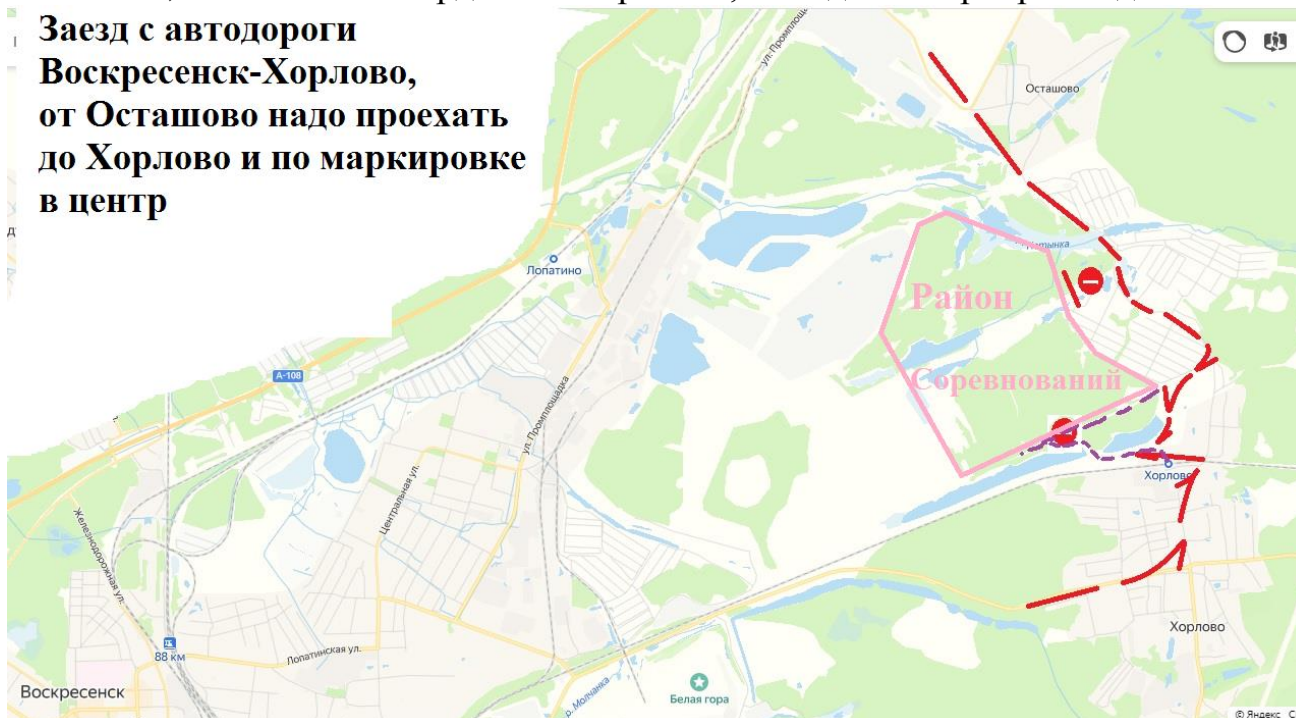 Заезд с автодороги
Воскресенск-Хорлово,
от Осташово надо проехать
до Хорлово и по маркировке
в центр
ул. Промплоща
Осташово
Лопатино
А-108
Район
Соревнований
ул. Промплощадка
Центральная ул.
Железнодорожная ул.
Хорлово
88 км
Лопатинская ул.
Хорлово
Воскресенск
р. Молчанка
Белая гора
© Яндекс